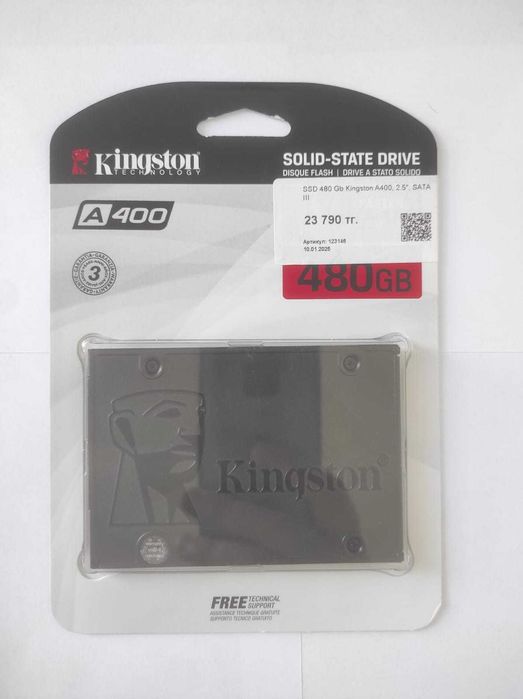 Kingston
TECHNOLOGY
SOLID-STATE DRIVE
DISQUE FLASH | DRIVE A STATO SOLIDO
A400
SSD 480 Gb Kingston A400, 2.5", SATA
III
23 790 тг.
Артикул: 123146
10.01.2025
3
480GB
Kingston
FREE TECHNICAL
SUPPORT
ASSISTANCE TECHNIQUE GRATUITE
SUPPORTO TECNICO GRATUITO